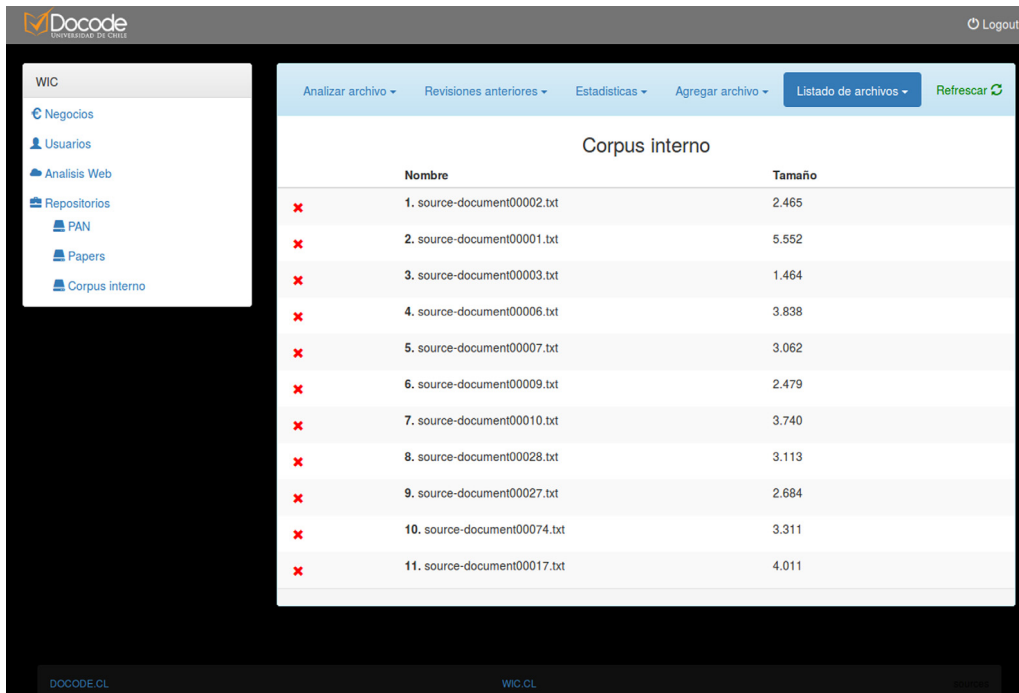 Docode
UNIVERSIDAD DE CHILE
Logout
WIC
Negocios
Usuarios
Analisis Web
Repositorios
PAN
Papers
Corpus interno
Analizar archivo
Revisiones anteriores
Estadisticas
Agregar archivo
Listado de archivos
Refrescar
Corpus interno
Nombre Tamaño
1. source-document00002.txt 2.465
2. source-document00001.txt 5.552
3. source-document00003.txt 1.464
4. source-document00006.txt 3.838
5. source-document00007.txt 3.062
6. source-document00009.txt 2.479
7. source-document00010.txt 3.740
8. source-document00028.txt 3.113
9. source-document00027.txt 2.684
10. source-document00074.txt 3.311
11. source-document00017.txt 4.011
DOCODE.CL WIC.CL